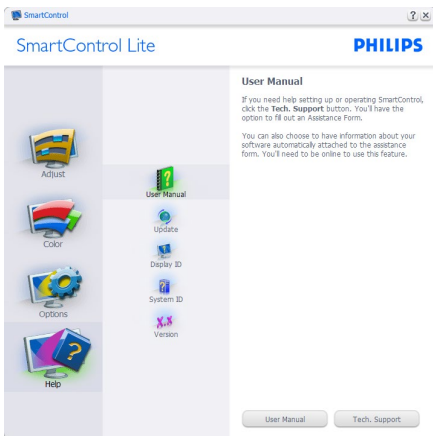 SmartControl
SmartControl Lite
PHILIPS
Adjust
Color
Options
Help
User Manual
Update
Display ID
System ID
X.X
Version
User Manual
If you need help setting up or operating SmartControl,
click the Tech. Support button. You'll have the
option to fill out an Assistance Form.
You can also choose to have information about your
software automatically attached to the assistance
form. You'll need to be online to use this feature.
User Manual
Tech. Support